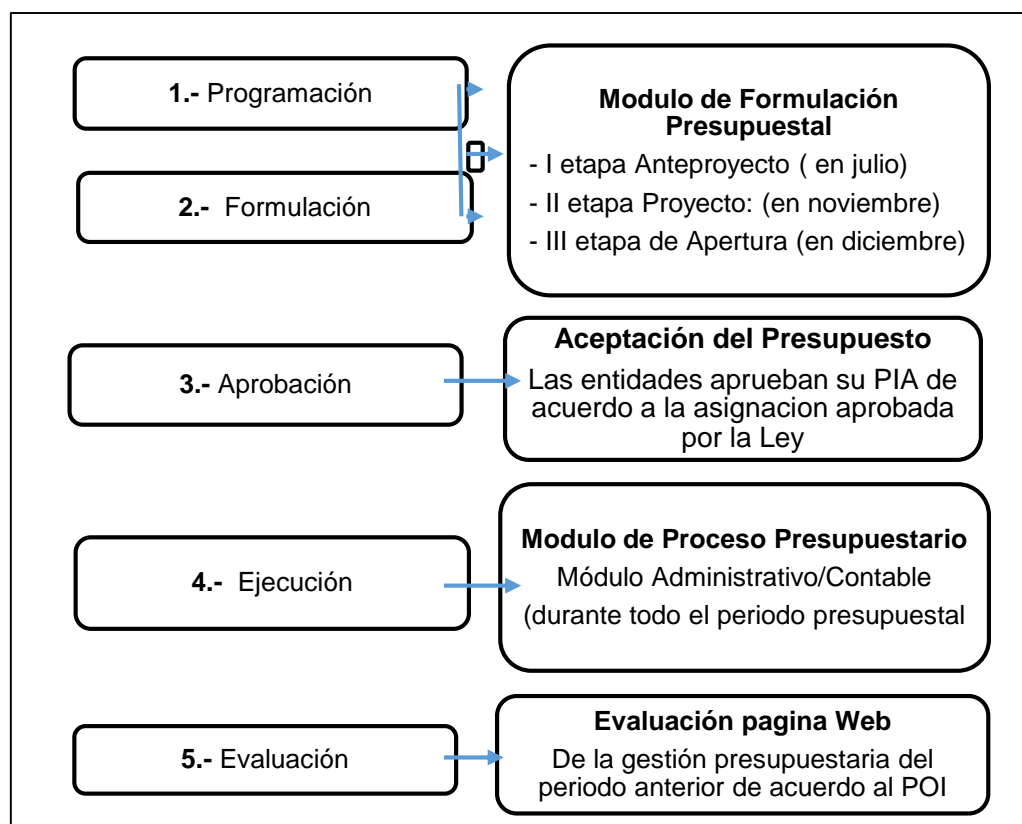 1.- Programación
2.- Formulación
Modulo de Formulación
Presupuestal
- I etapa Anteproyecto ( en julio)
- II etapa Proyecto: (en noviembre)
- III etapa de Apertura (en diciembre)
3.- Aprobación
Aceptación del Presupuesto
Las entidades aprueban su PIA de
acuerdo a la asignacion aprobada
por la Ley
4.- Ejecución
Modulo de Proceso Presupuestario
Módulo Administrativo/Contable
(durante todo el periodo presupuestal
5.- Evaluación
Evaluación pagina Web
De la gestión presupuestaria del
periodo anterior de acuerdo al POI